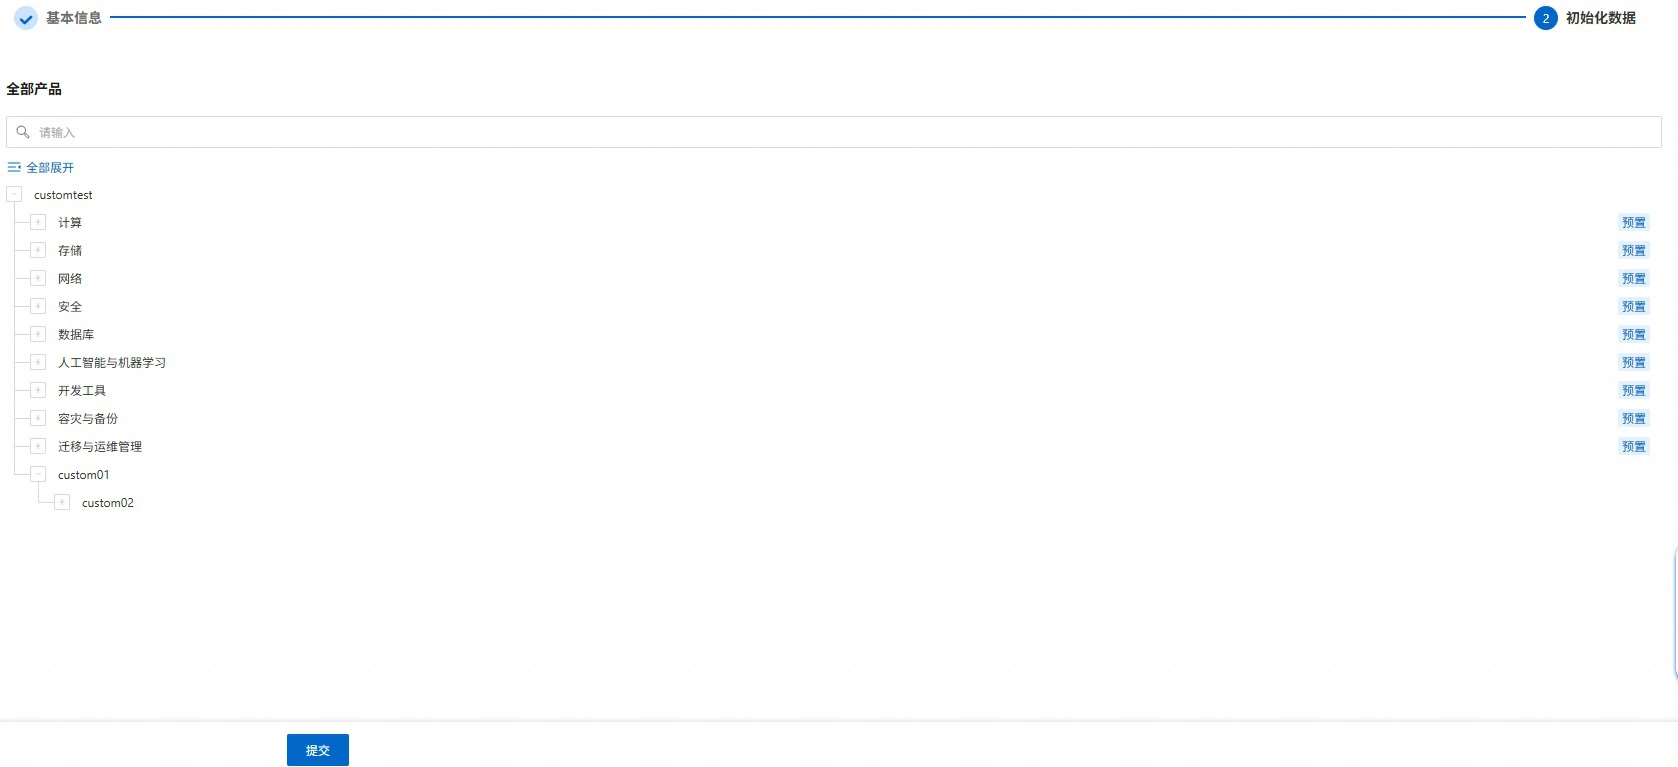 基本信息
2 初始化数据
全部产品
请输入
全部展开
customtest
计算 预置
存储 预置
网络 预置
安全 预置
数据库 预置
人工智能与机器学习 预置
开发工具 预置
容灾与备份 预置
迁移与运维管理 预置
custom01
custom02
提交